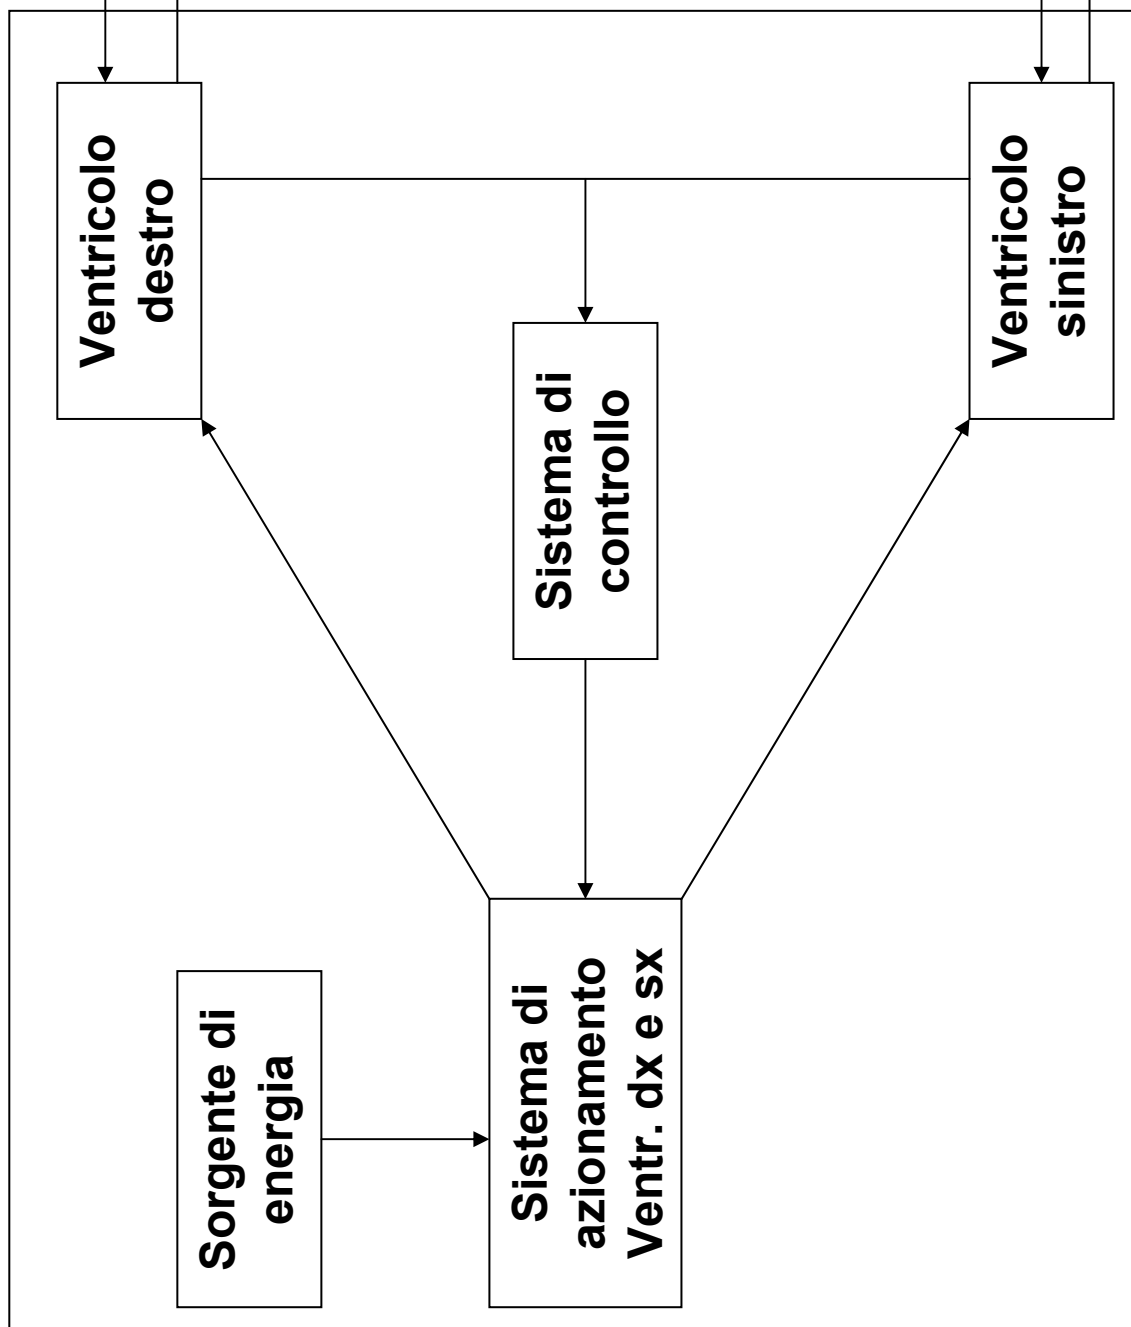 Ventricolo
destro
Ventricolo
sinistro
Sistema di
controllo
Sorgente di
energia
Sistema di
azionamento
Ventr. dx e sx